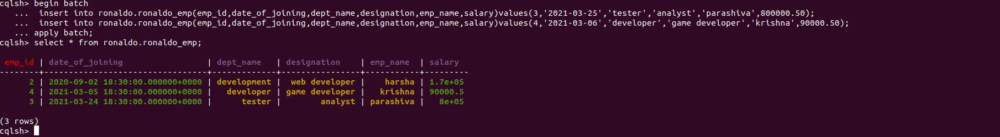 cqlsh> begin batch
   ...  insert into ronaldo.ronaldo_emp(emp_id,date_of_joining,dept_name,designation,emp_name,salary)values(3,'2021-03-25','tester','analyst','parashiva',800000.50);
   ...  insert into ronaldo.ronaldo_emp(emp_id,date_of_joining,dept_name,designation,emp_name,salary)values(4,'2021-03-06','developer','game developer','krishna',90000.50);
   ... apply batch;
cqlsh> select * from ronaldo.ronaldo_emp;
 emp_id | date_of_joining                 | dept_name   | designation    | emp_name  | salary
--------+---------------------------------+-------------+----------------+-----------+---------
      2 | 2020-09-02 18:30:00.000000+0000 | development |  web developer |    harsha | 1.7e+05
      4 | 2021-03-05 18:30:00.000000+0000 |   developer | game developer |   krishna | 90000.5
      3 | 2021-03-24 18:30:00.000000+0000 |      tester |        analyst | parashiva |   8e+05
(3 rows)
cqlsh>